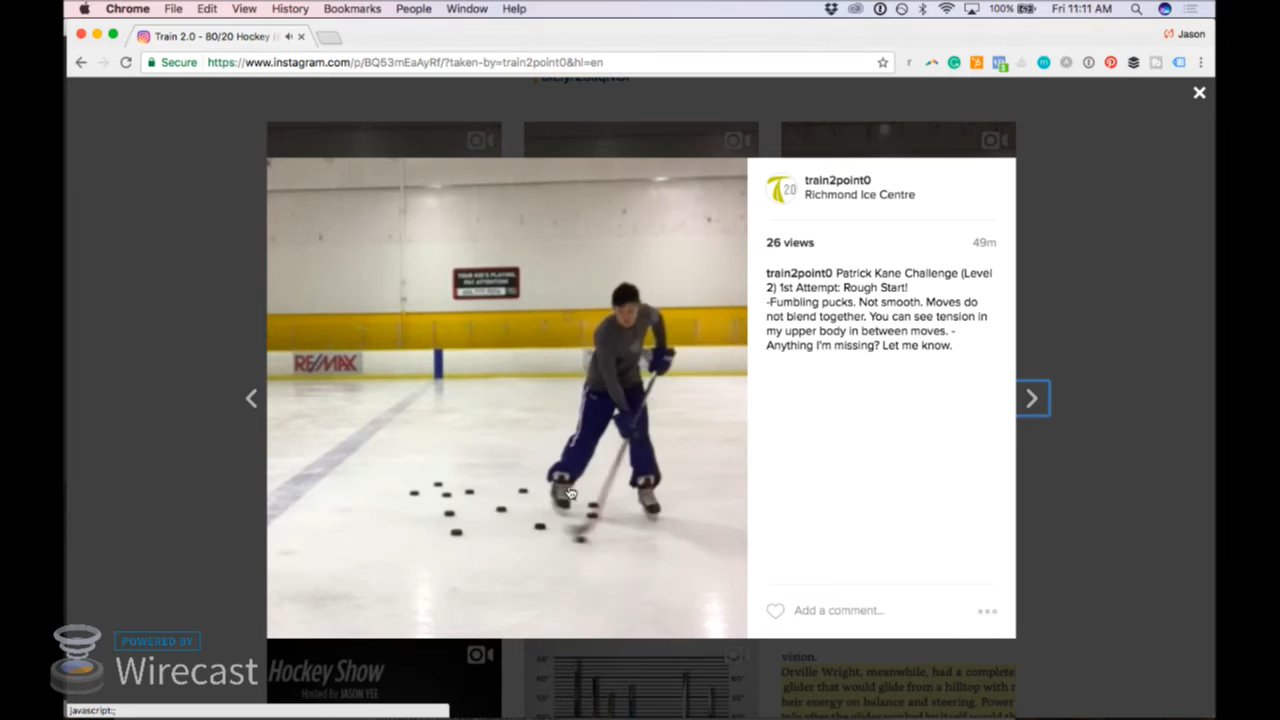 Chrome File Edit View History Bookmarks People Window Help
100% Fri 11:11 AM
Train 2.0 - 80/20 Hockey
Jason
Secure https://www.instagram.com/p/BQ53mEaAyRf/?taken-by=train2point0&hl=en
train2point0
Richmond Ice Centre
2.0
26 views 49m
train2point0 Patrick Kane Challenge (Level
2) 1st Attempt: Rough Start!
-Fumbling pucks. Not smooth. Moves do
not blend together. You can see tension in
my upper body in between moves. -
Anything I'm missing? Let me know.
YOUR KID'S PLAYING,
PAY ATTENTION!
RE/MAX
Add a comment...
POWERED BY
Wirecast
Hockey Show
Hosted By JASON YEE
vision.
Orville Wright, meanwhile, had a complete
glider that would glide from a hilltop with
heir energy on balance and steering. Power
javascript:;